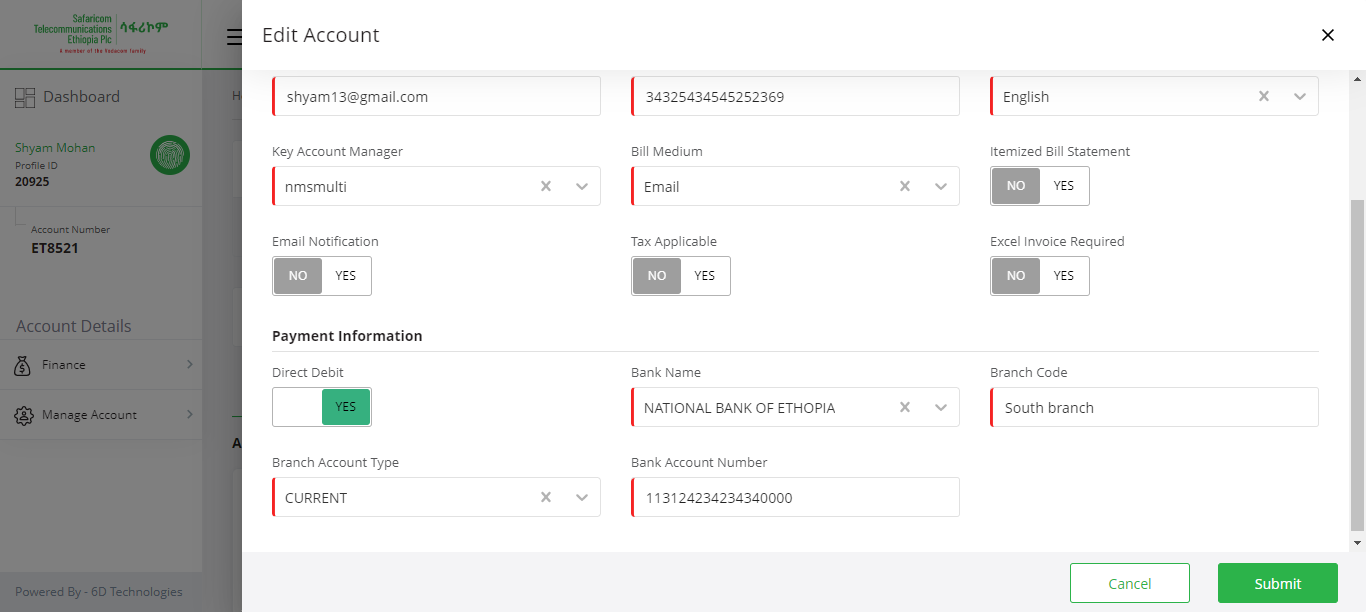 Safaricom
Telecommunications
Ethiopia Plc
ሳፋሪኮም
A member of the Vodacom family
Edit Account
Dashboard
H
shyam13@gmail.com
34325434545252369
English
Shyam Mohan
Profile ID
20925
Key Account Manager
Bill Medium
Itemized Bill Statement
nmsmulti
Email
NO YES
Account Number
ET8521
Email Notification
Tax Applicable
Excel Invoice Required
NO YES
NO YES
NO YES
Account Details
Finance
Manage Account
A
Payment Information
Direct Debit
Bank Name
Branch Code
YES
NATIONAL BANK OF ETHOPIA
South branch
Branch Account Type
Bank Account Number
CURRENT
113124234234340000
Powered By - 6D Technologies
Cancel
Submit